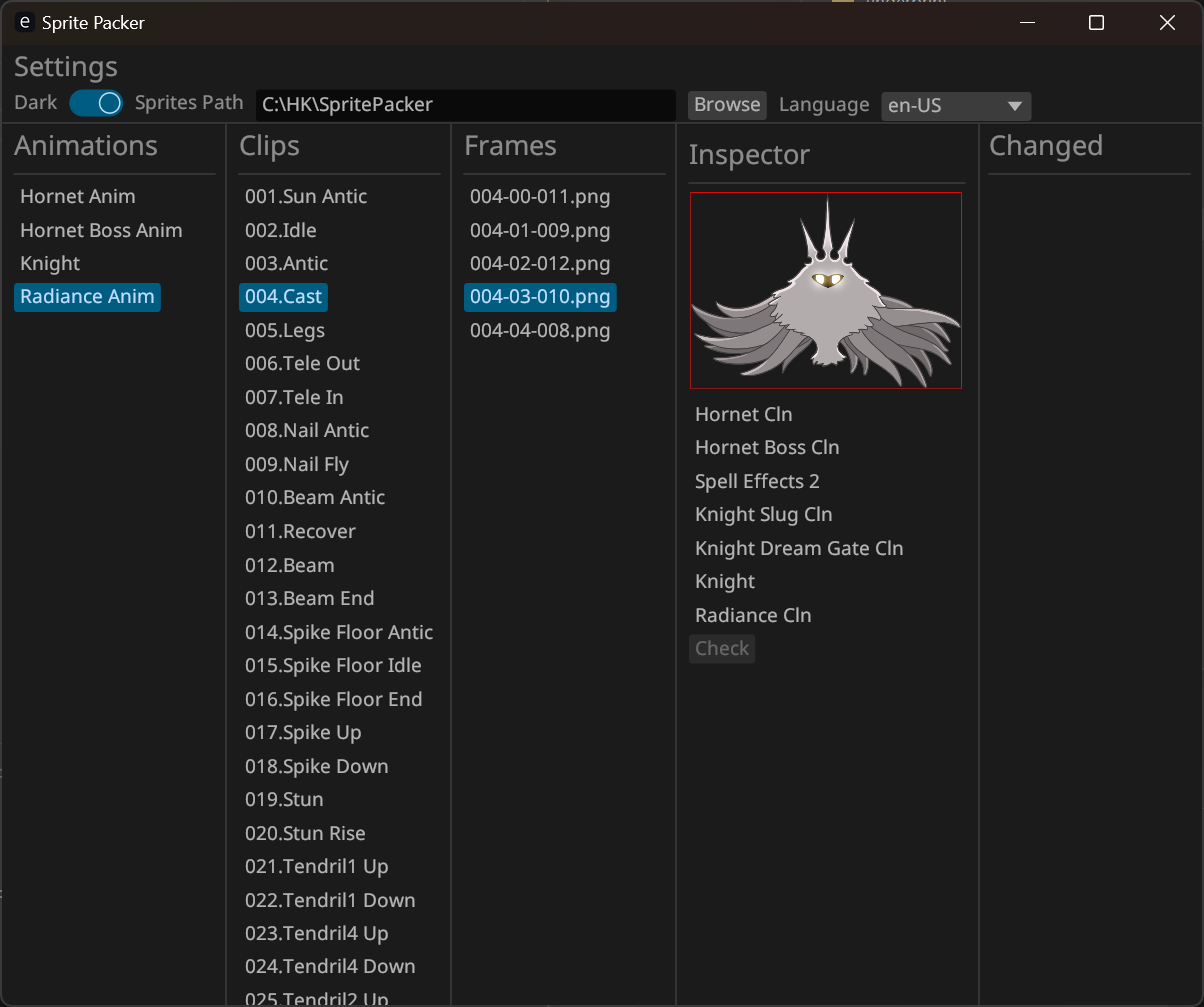 e Sprite Packer
Settings
Dark Sprites Path C:\HK\SpritePacker Browse Language en-US
Animations
Hornet Anim
Hornet Boss Anim
Knight
Radiance Anim
Clips
001.Sun Antic
002.Idle
003.Antic
004.Cast
005.Legs
006.Tele Out
007.Tele In
008.Nail Antic
009.Nail Fly
010.Beam Antic
011.Recover
012.Beam
013.Beam End
014.Spike Floor Antic
015.Spike Floor Idle
016.Spike Floor End
017.Spike Up
018.Spike Down
019.Stun
020.Stun Rise
021.Tendril1 Up
022.Tendril1 Down
023.Tendril4 Up
024.Tendril4 Down
025.Tendril2 Up
Frames
004-00-011.png
004-01-009.png
004-02-012.png
004-03-010.png
004-04-008.png
Inspector
Hornet Cln
Hornet Boss Cln
Spell Effects 2
Knight Slug Cln
Knight Dream Gate Cln
Knight
Radiance Cln
Check
Changed